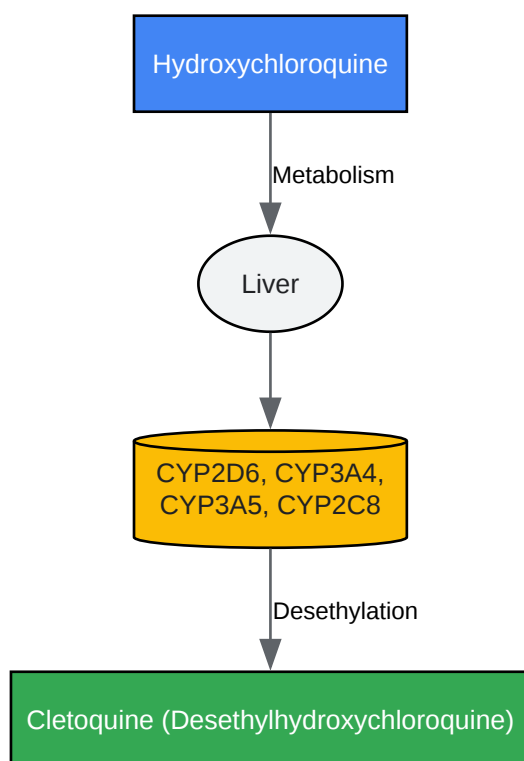 Hydroxychloroquine
Metabolism
Liver
CYP2D6, CYP3A4,
CYP3A5, CYP2C8
Desethylation
Cletoquine (Desethylhydroxychloroquine)